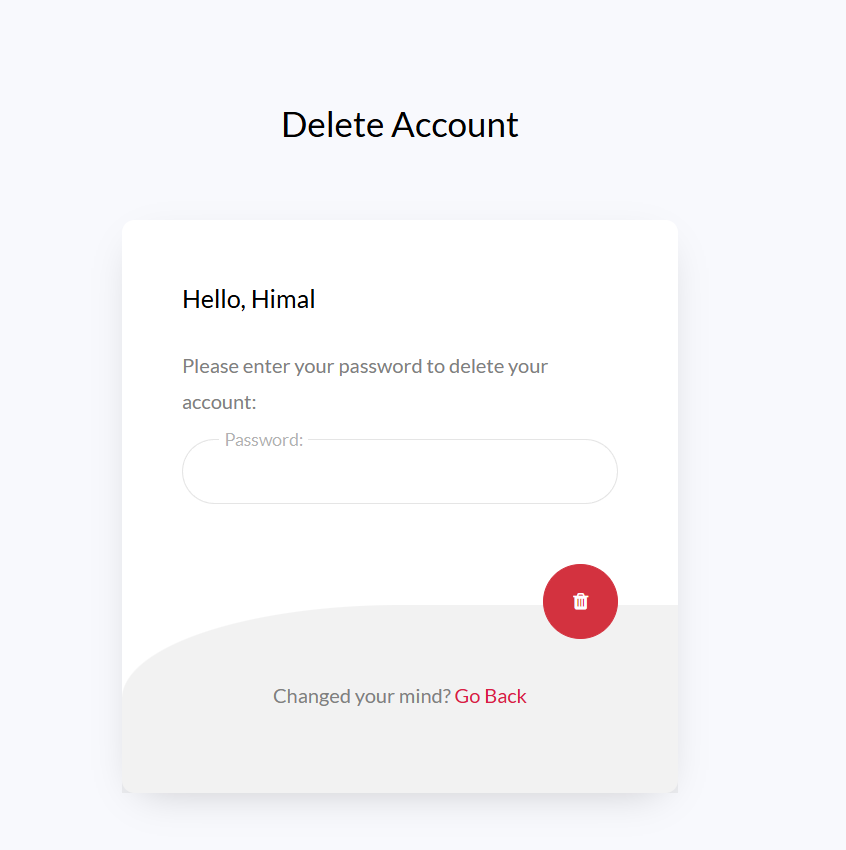 Delete Account
Hello, Himal
Please enter your password to delete your
account:
Password:
Changed your mind? Go Back